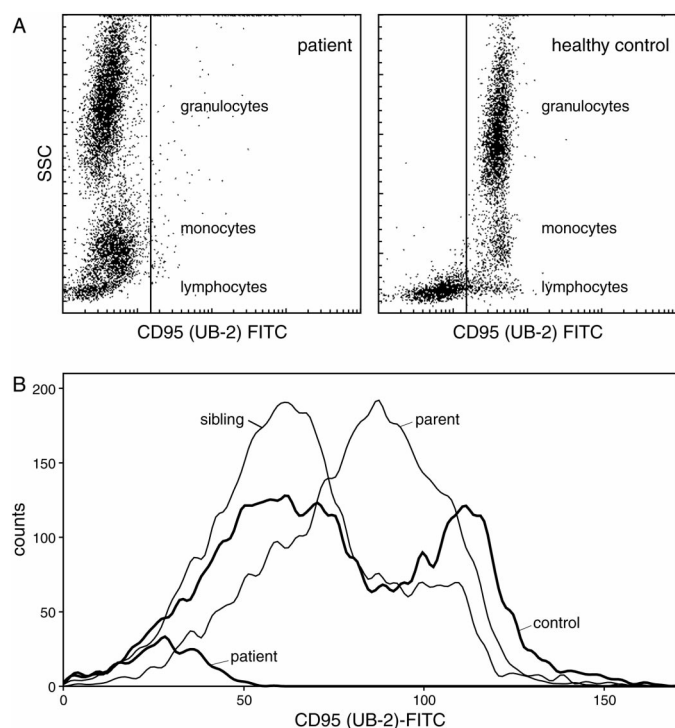 A
patient
granulocytes
monocytes
lymphocytes
SSC
CD95 (UB-2) FITC
healthy control
granulocytes
monocytes
lymphocytes
CD95 (UB-2) FITC
B
200
150
100
50
0
counts
sibling
parent
control
patient
0
50
100
150
CD95 (UB-2)-FITC